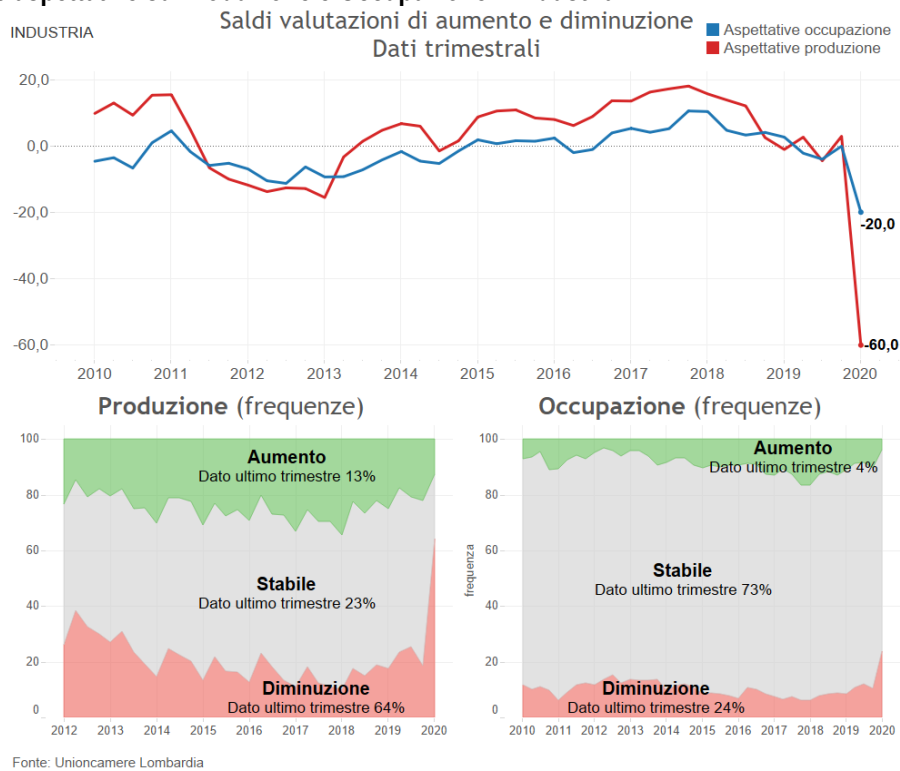 INDUSTRIA
Saldi valutazioni di aumento e diminuzione
Dati trimestrali
Aspettative occupazione
Aspettative produzione
20,0
0,0
-20,0
-40,0
-60,0
-20,0
-60,0
2010 2011 2012 2013 2014 2015 2016 2017 2018 2019 2020
Produzione (frequenze)
100
80
60
40
20
0
Aumento
Dato ultimo trimestre 13%
Stabile
Dato ultimo trimestre 23%
Diminuzione
Dato ultimo trimestre 64%
2012 2013 2014 2015 2016 2017 2018 2019 2020
Occupazione (frequenze)
frequenza
100
80
60
40
20
0
Aumento
Dato ultimo trimestre 4%
Stabile
Dato ultimo trimestre 73%
Diminuzione
Dato ultimo trimestre 24%
2010 2011 2012 2013 2014 2015 2016 2017 2018 2019 2020
Fonte: Unioncamere Lombardia